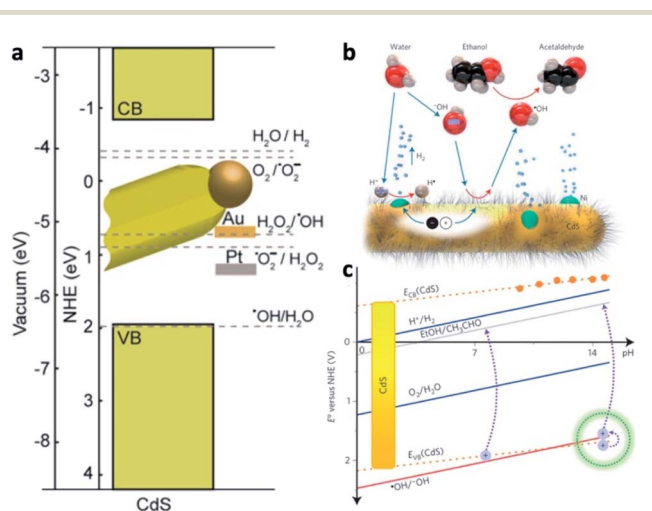 a
Vacuum (eV)
-3
-4
-5
-6
-7
-8
NHE (eV)
-1
0
1
2
3
4
CB
H₂O / H₂
O₂/•O₂⁻
Au
H₂O₂/•OH
Pt
•O₂⁻/ H₂O₂
•OH/H₂O
VB
CdS
b
Water
Ethanol
Acetaldehyde
⁻OH
•OH
H₂
H⁺
H•
Ni
- +
CdS
c
E° versus NHE (V)
0
1
2
0
7
14
pH
E_CB(CdS)
H⁺/H₂
EtOH/CH₃CHO
CdS
O₂/H₂O
E_VB(CdS)
+
+
+
•OH/⁻OH